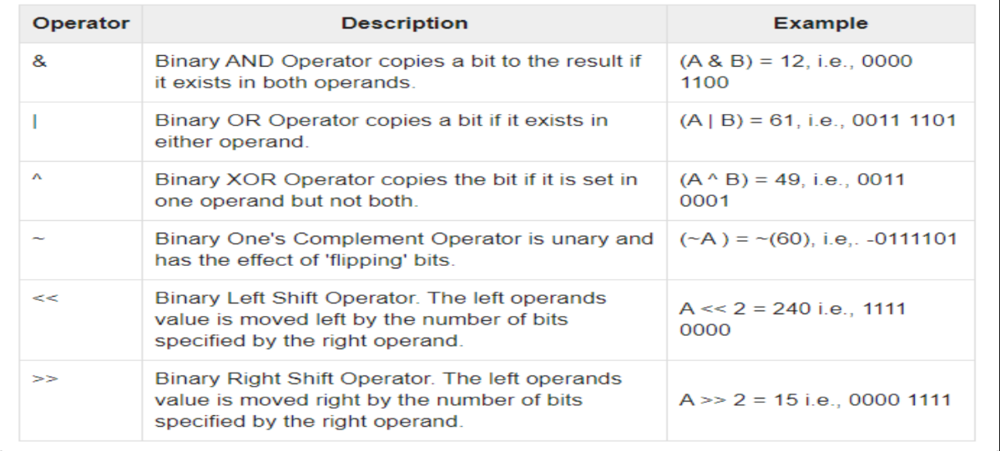 Operator Description Example
& Binary AND Operator copies a bit to the result if (A & B) = 12, i.e., 0000
it exists in both operands. 1100
| Binary OR Operator copies a bit if it exists in (A | B) = 61, i.e., 0011 1101
either operand.
^ Binary XOR Operator copies the bit if it is set in (A ^ B) = 49, i.e., 0011
one operand but not both. 0001
~ Binary One's Complement Operator is unary and (~A ) = ~(60), i.e,. -0111101
has the effect of 'flipping' bits.
<< Binary Left Shift Operator. The left operands
value is moved left by the number of bits
specified by the right operand.
A << 2 = 240 i.e., 1111
0000
>> Binary Right Shift Operator. The left operands
value is moved right by the number of bits
specified by the right operand.
A >> 2 = 15 i.e., 0000 1111